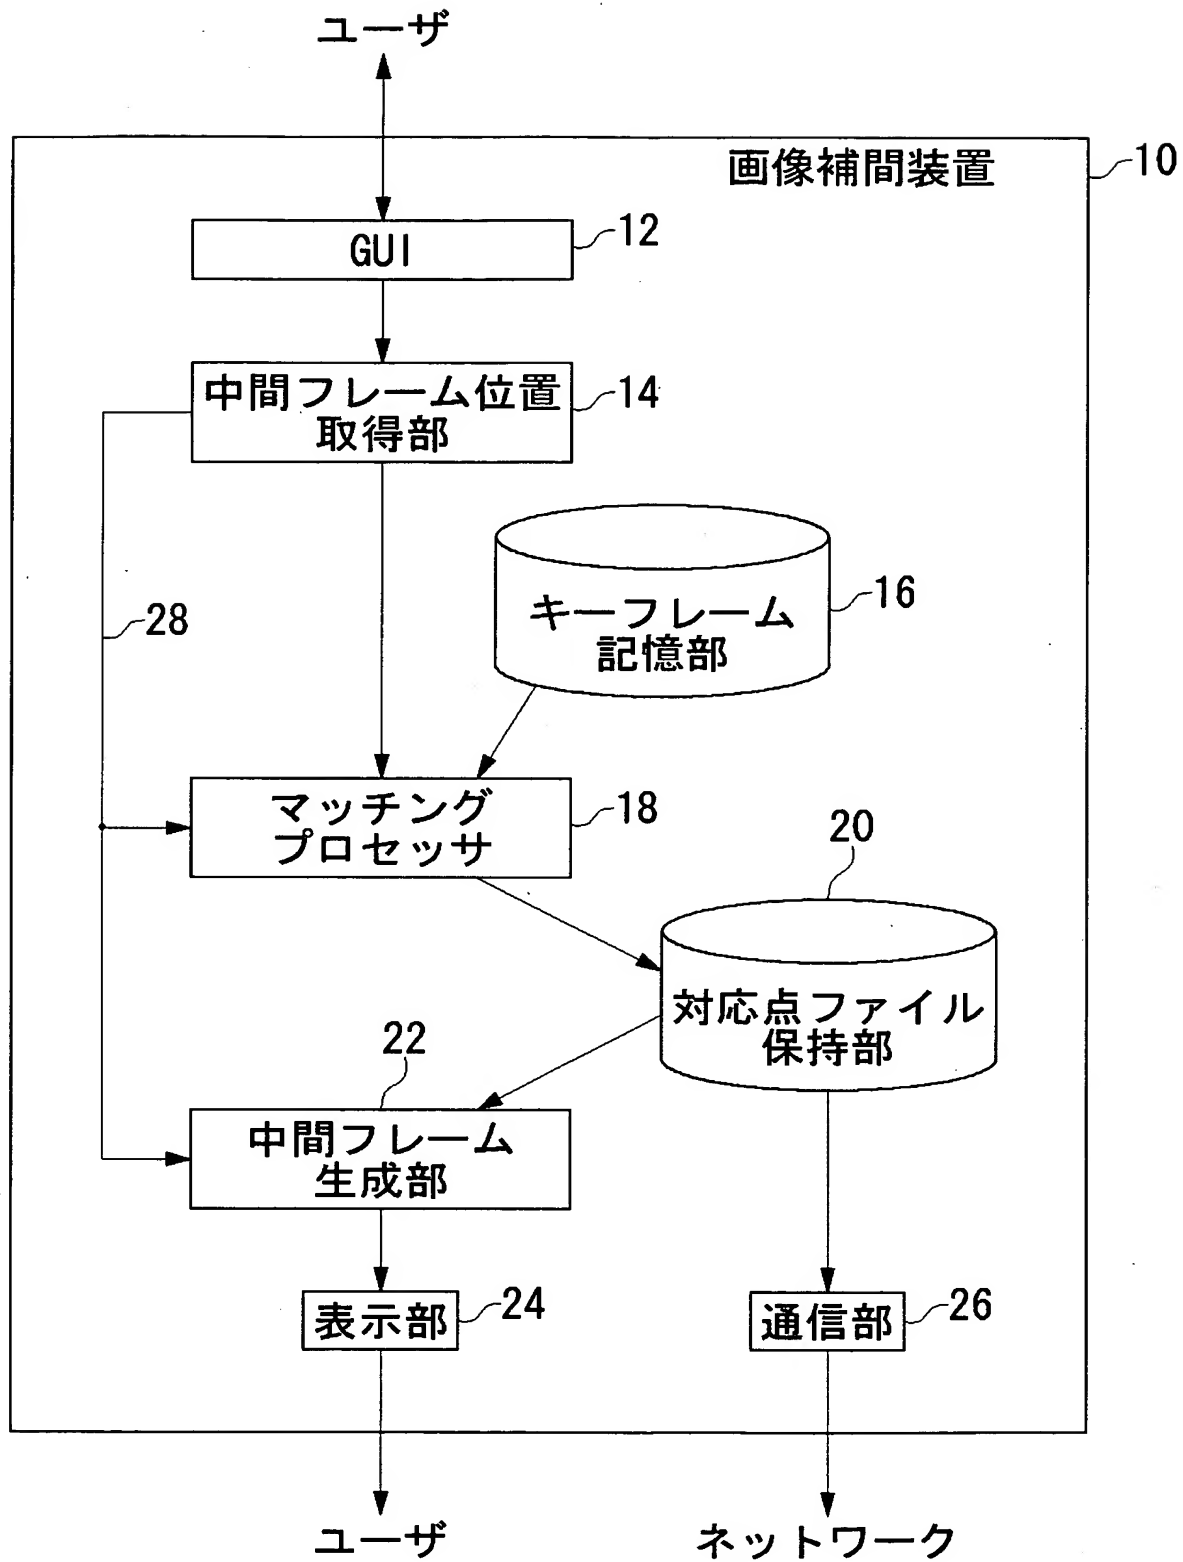 ユーザ
画像補間装置
10
GUI
12
中間フレーム位置
取得部
14
キーフレーム
記憶部
16
28
マッチング
プロセッサ
18
20
対応点ファイル
保持部
22
中間フレーム
生成部
表示部
24
通信部
26
ユーザ
ネットワーク